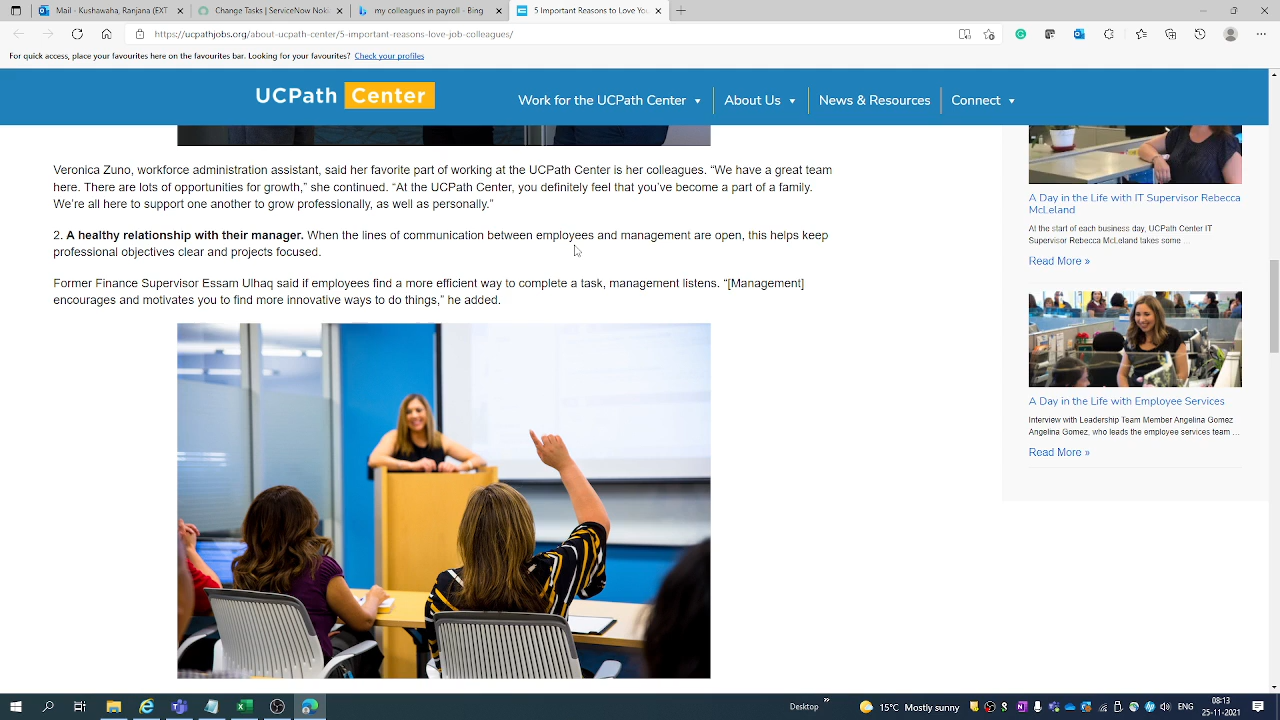 Mail - Kushwaha, Ranjana (EXT
Claims Status
ucpath - Bing
5 Important Reasons to Love You
https://ucpathjobs.org/about-ucpath-center/5-important-reasons-love-job-colleagues/
For quick access, place your favourites here on the favourites bar. Looking for your favourites? Check your profiles
UCPath Center
Work for the UCPath Center
About Us
News & Resources
Connect
Veronica Zuno, workforce administration assistant, said her favorite part of working at the UCPath Center is her colleagues. “We have a great team
here. There are lots of opportunities for growth,” she continued. “At the UCPath Center, you definitely feel that you’ve become a part of a family.
We’re all here to support one another to grow professionally, as well as personally.”
2. A healthy relationship with their manager. When the lines of communication between employees and management are open, this helps keep
professional objectives clear and projects focused.
Former Finance Supervisor Essam Ulhaq said if employees find a more efficient way to complete a task, management listens. “[Management]
encourages and motivates you to find more innovative ways to do things,” he added.
A Day in the Life with IT Supervisor Rebecca
McLeland
At the start of each business day, UCPath Center IT
Supervisor Rebecca McLeland takes some ...
Read More »
A Day in the Life with Employee Services
Interview with Leadership Team Member Angelina Gomez
Angelina Gomez, who leads the employee services team ...
Read More »
Desktop
15°C Mostly sunny
ENG
08:13
25-11-2021